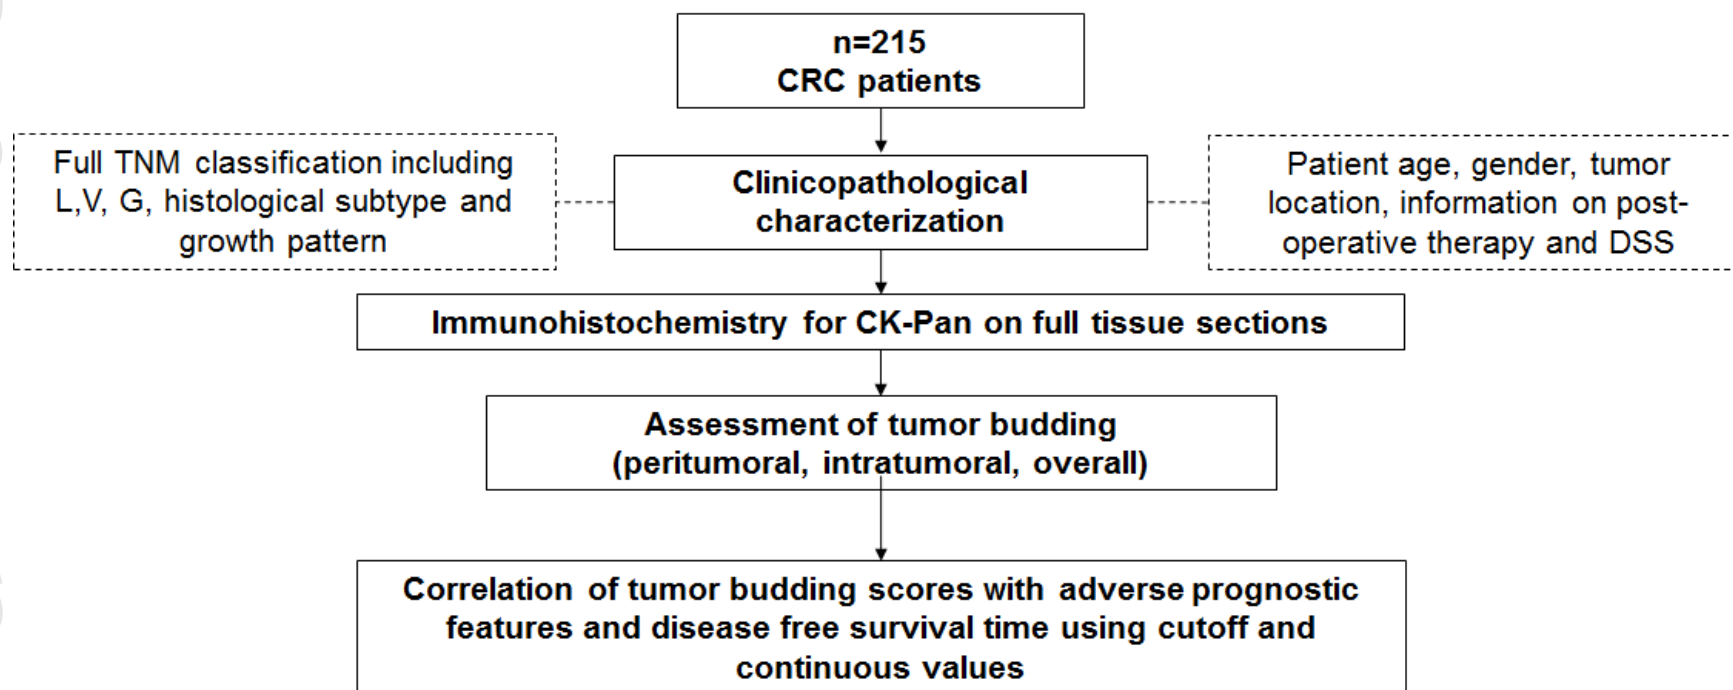 n=215
CRC patients
Full TNM classification including
L,V, G, histological subtype and
growth pattern
Clinicopathological
characterization
Patient age, gender, tumor
location, information on post-
operative therapy and DSS
Immunohistochemistry for CK-Pan on full tissue sections
Assessment of tumor budding
(peritumoral, intratumoral, overall)
Correlation of tumor budding scores with adverse prognostic
features and disease free survival time using cutoff and
continuous values